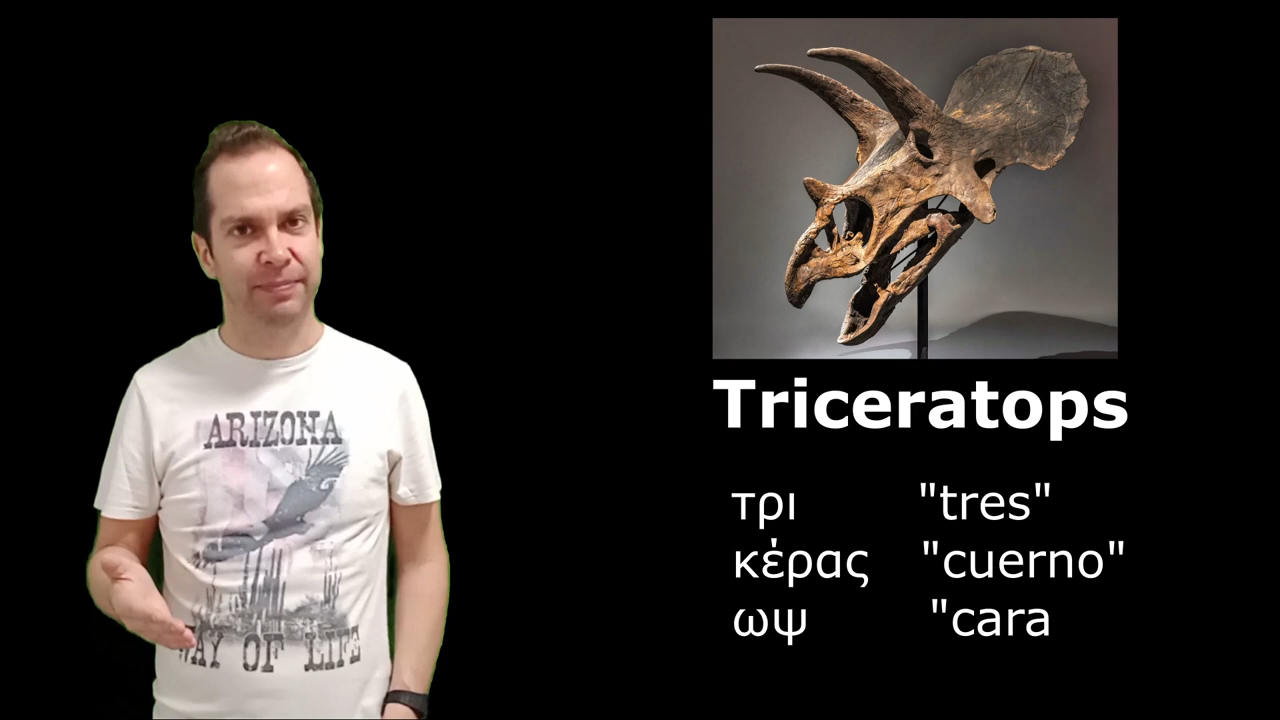 ARIZONA
WAY OF LIFE
Triceratops
τρι "tres"
κέρας "cuerno"
ωψ "cara